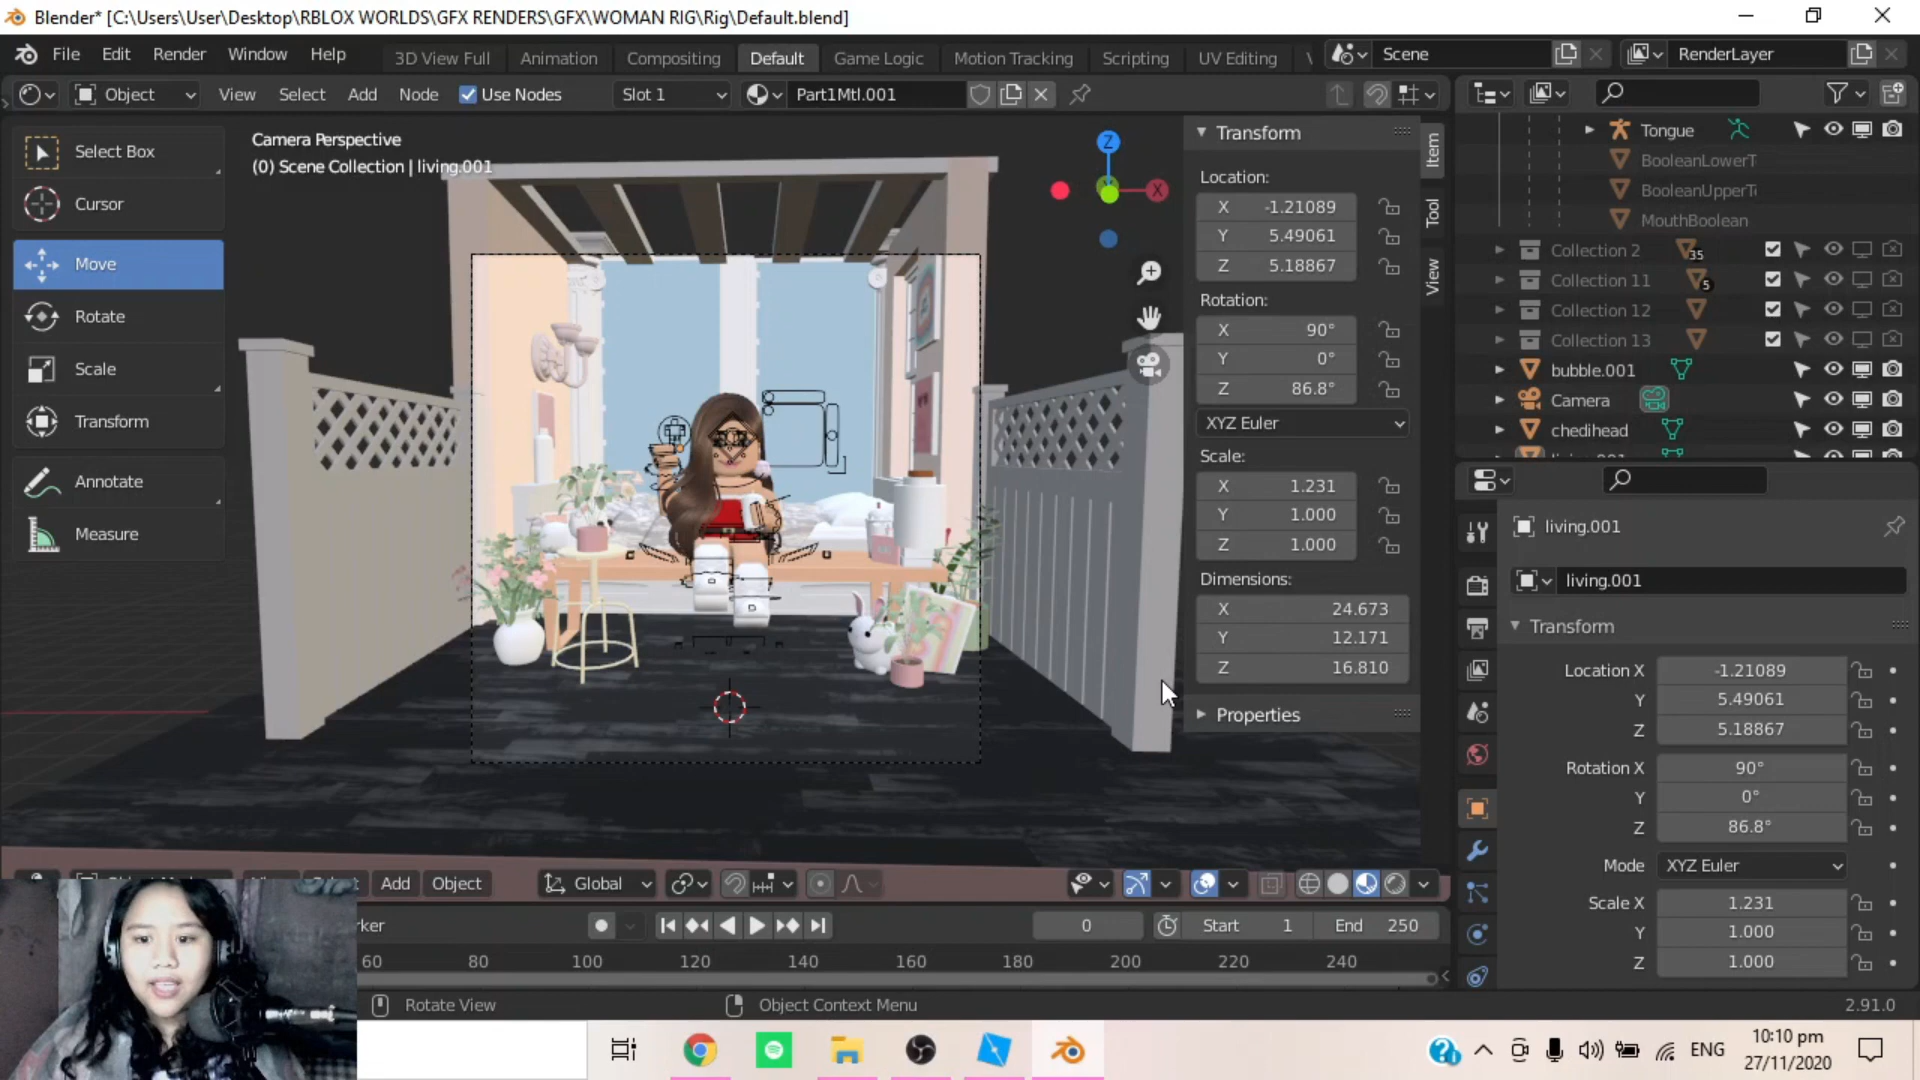 Blender* [C:\Users\User\Desktop\RBLOX WORLDS\GFX RENDERS\GFX\WOMAN RIG\Rig\Default.blend]
File Edit Render Window Help 3D View Full Animation Compositing Default Game Logic Motion Tracking Scripting UV Editing Scene RenderLayer
Object View Select Add Node Use Nodes Slot 1 Part1Mtl.001
Select Box
Cursor
Move
Rotate
Scale
Transform
Annotate
Measure
Camera Perspective
(0) Scene Collection | living.001
Z
X
Transform
Location:
X -1.21089
Y 5.49061
Z 5.18867
Rotation:
X 90°
Y 0°
Z 86.8°
XYZ Euler
Scale:
X 1.231
Y 1.000
Z 1.000
Dimensions:
X 24.673
Y 12.171
Z 16.810
Properties
Item
Tool
View
Tongue
BooleanLowerT
BooleanUpperT
MouthBoolean
Collection 2 35
Collection 11 5
Collection 12
Collection 13
bubble.001
Camera
chedihead
living.001
living.001
Transform
Location X -1.21089
Y 5.49061
Z 5.18867
Rotation X 90°
Y 0°
Z 86.8°
Mode XYZ Euler
Scale X 1.231
Y 1.000
Z 1.000
Add Object Global
ker 0 Start 1 End 250
60 80 100 120 140 160 180 200 220 240
Rotate View Object Context Menu 2.91.0
ENG
10:10 pm
27/11/2020